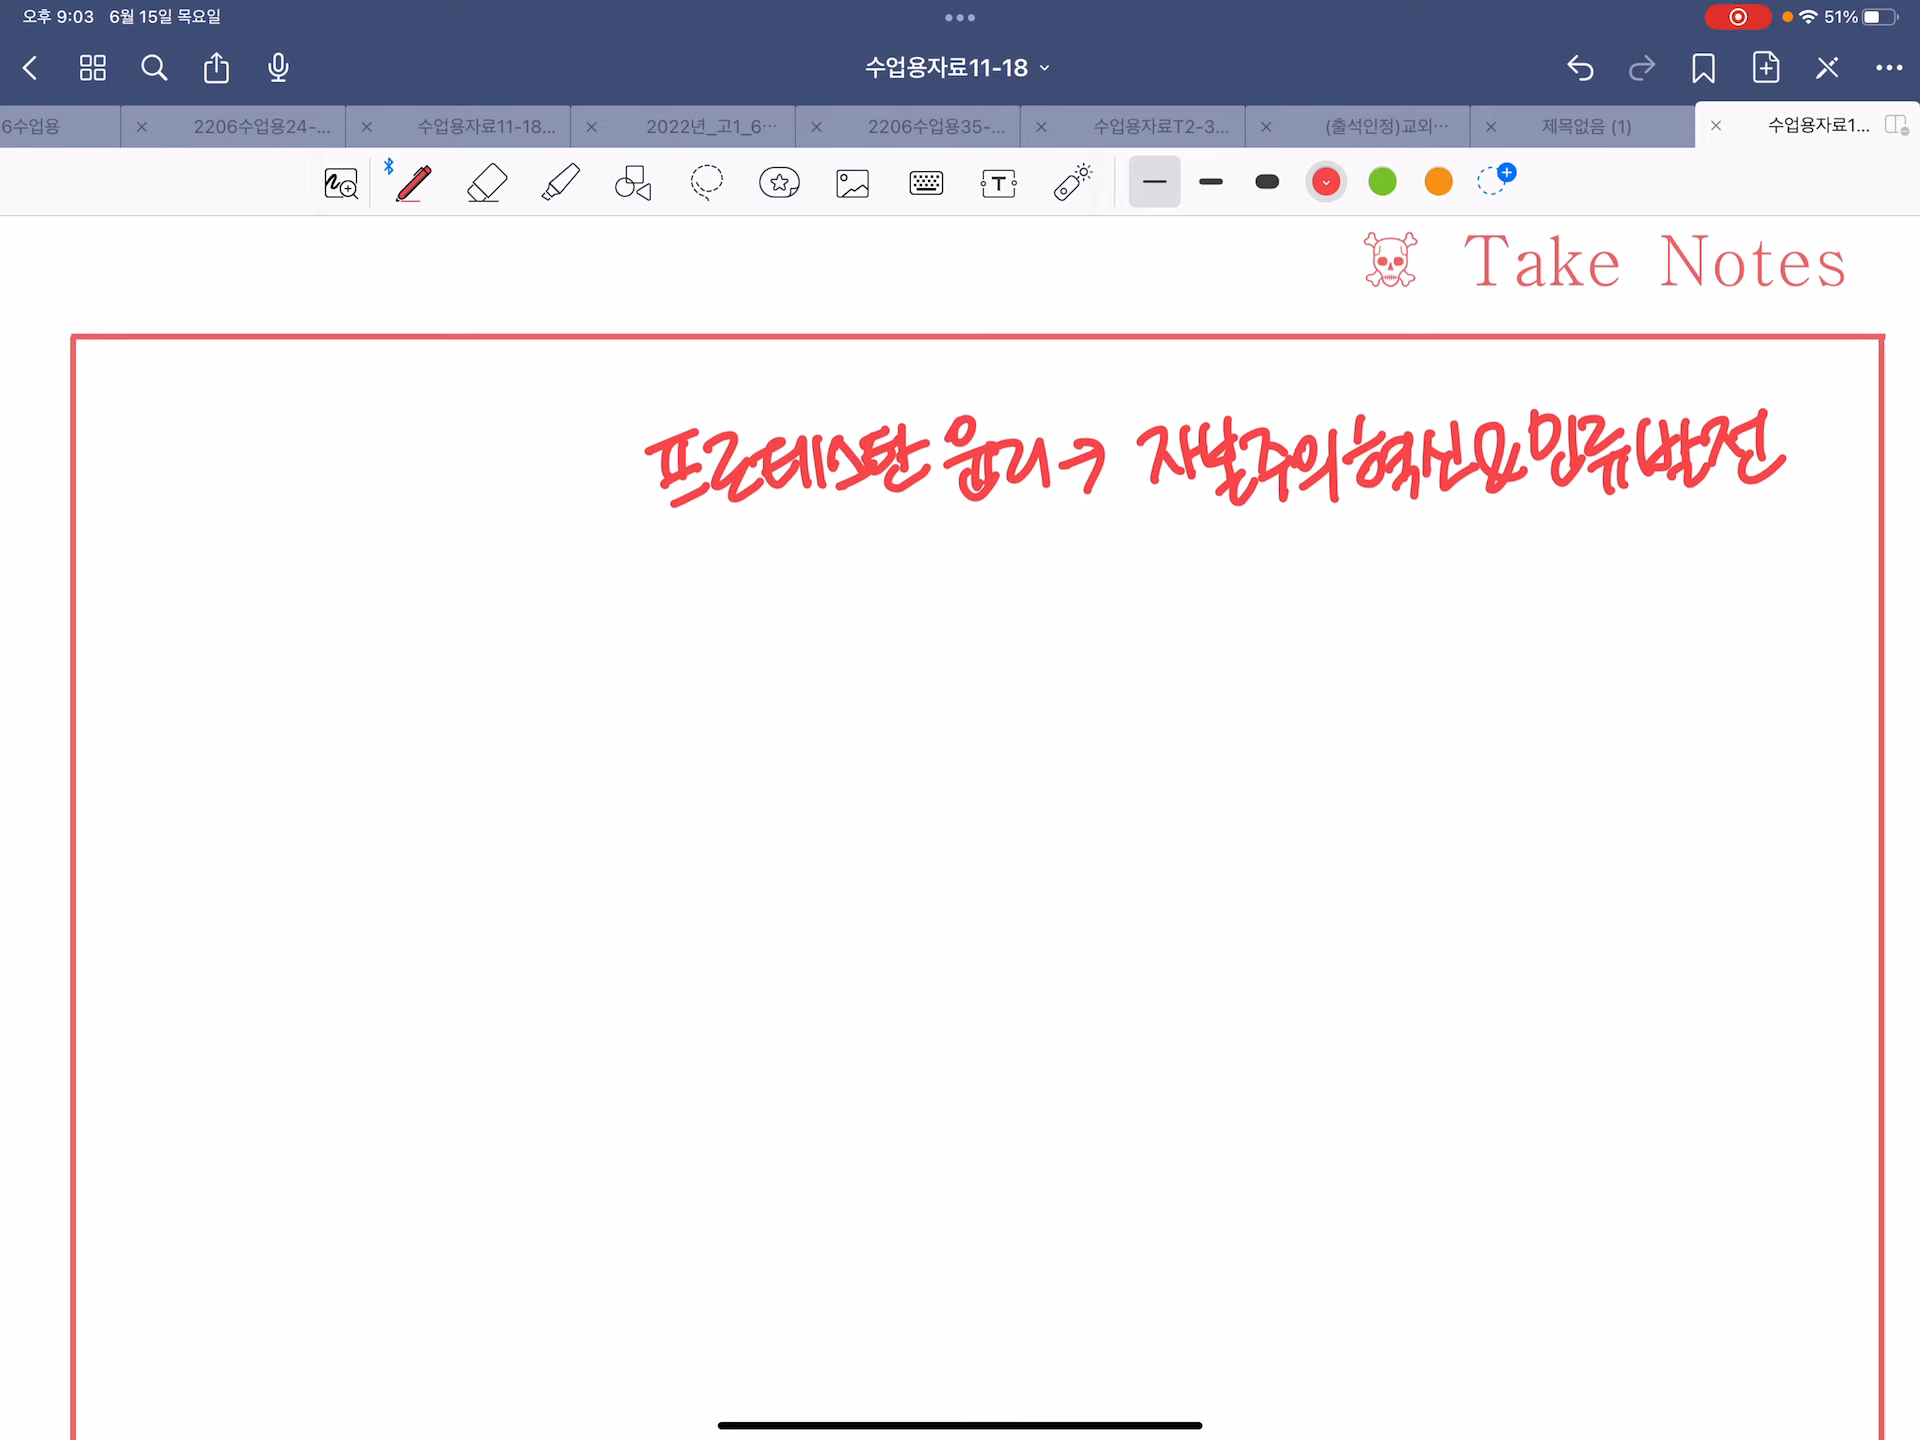 오후 9:03 6월 15일 목요일
51%
수업용자료11-18
6수업용
2206수업용24-...
수업용자료11-18...
2022년_고1_6...
2206수업용35-...
수업용자료T2-3...
(출석인정)교외...
제목없음 (1)
수업용자료1...
T
Take Notes
프로테스탄 윤리→ 자본주의 혁신&인류발전